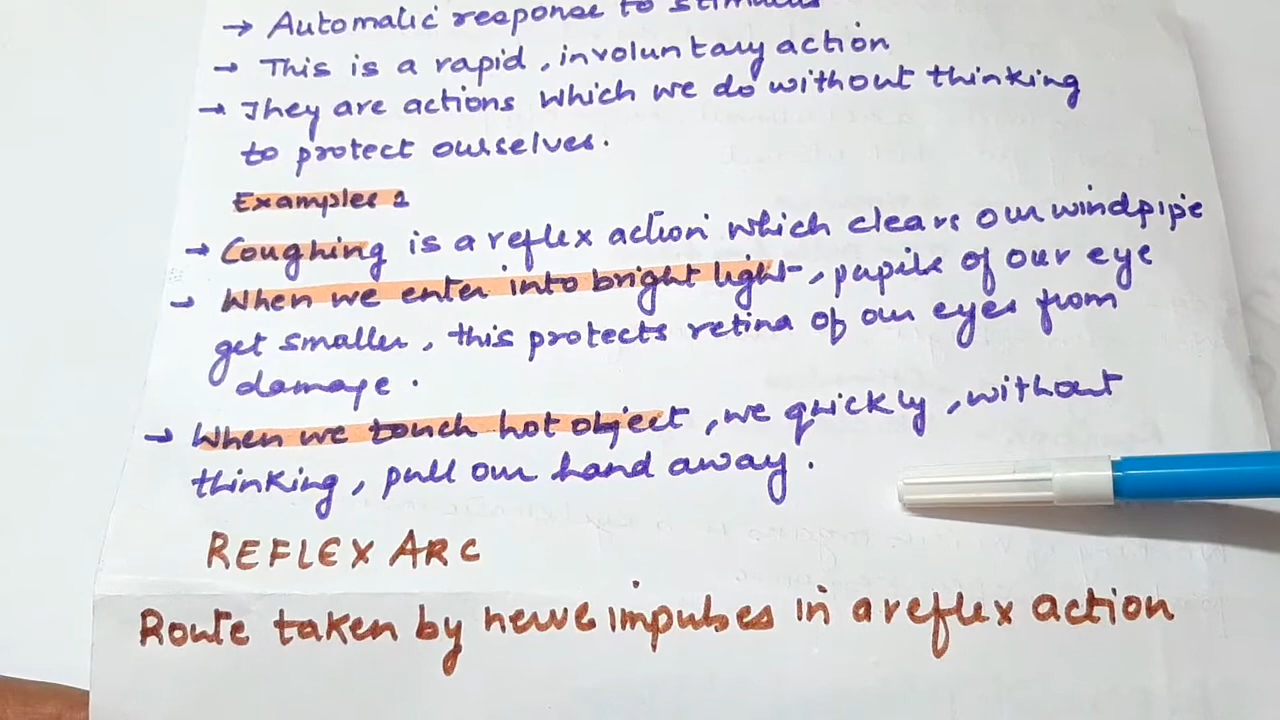 → Automatic response to stimulus
→ This is a rapid, involuntary action
→ They are actions which we do without thinking
to protect ourselves.
Examples :
→ Coughing is a reflex action which clears our windpipe
→ When we enter into bright light, pupils of our eye
get smaller, this protects retina of our eyes from
damage.
→ When we touch hot object, we quickly, without
thinking, pull our hand away.
REFLEX ARC
Route taken by nerve impulses in a reflex action